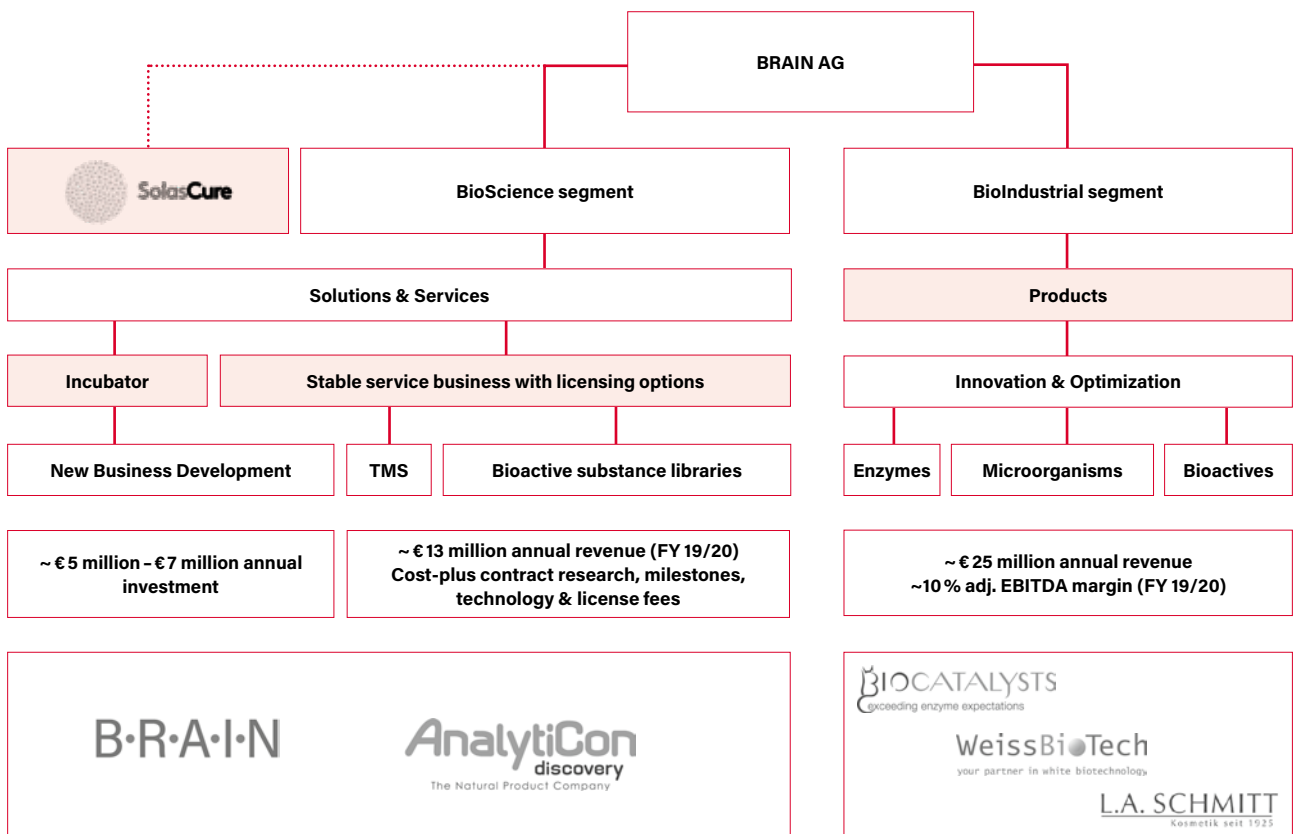 BRAIN AG
SolasCure
BioScience segment
BioIndustrial segment
Solutions & Services
Products
Incubator
Stable service business with licensing options
Innovation & Optimization
New Business Development
TMS
Bioactive substance libraries
Enzymes
Microorganisms
Bioactives
~ € 5 million – € 7 million annual
investment
~ € 13 million annual revenue (FY 19/20)
Cost-plus contract research, milestones,
technology & license fees
~ € 25 million annual revenue
~10 % adj. EBITDA margin (FY 19/20)
B·R·A·I·N
AnalytiCon
discovery
The Natural Product Company
BIOCATALYSTS
exceeding enzyme expectations
WeissBioTech
your partner in white biotechnology
L.A. SCHMITT
Kosmetik seit 1925